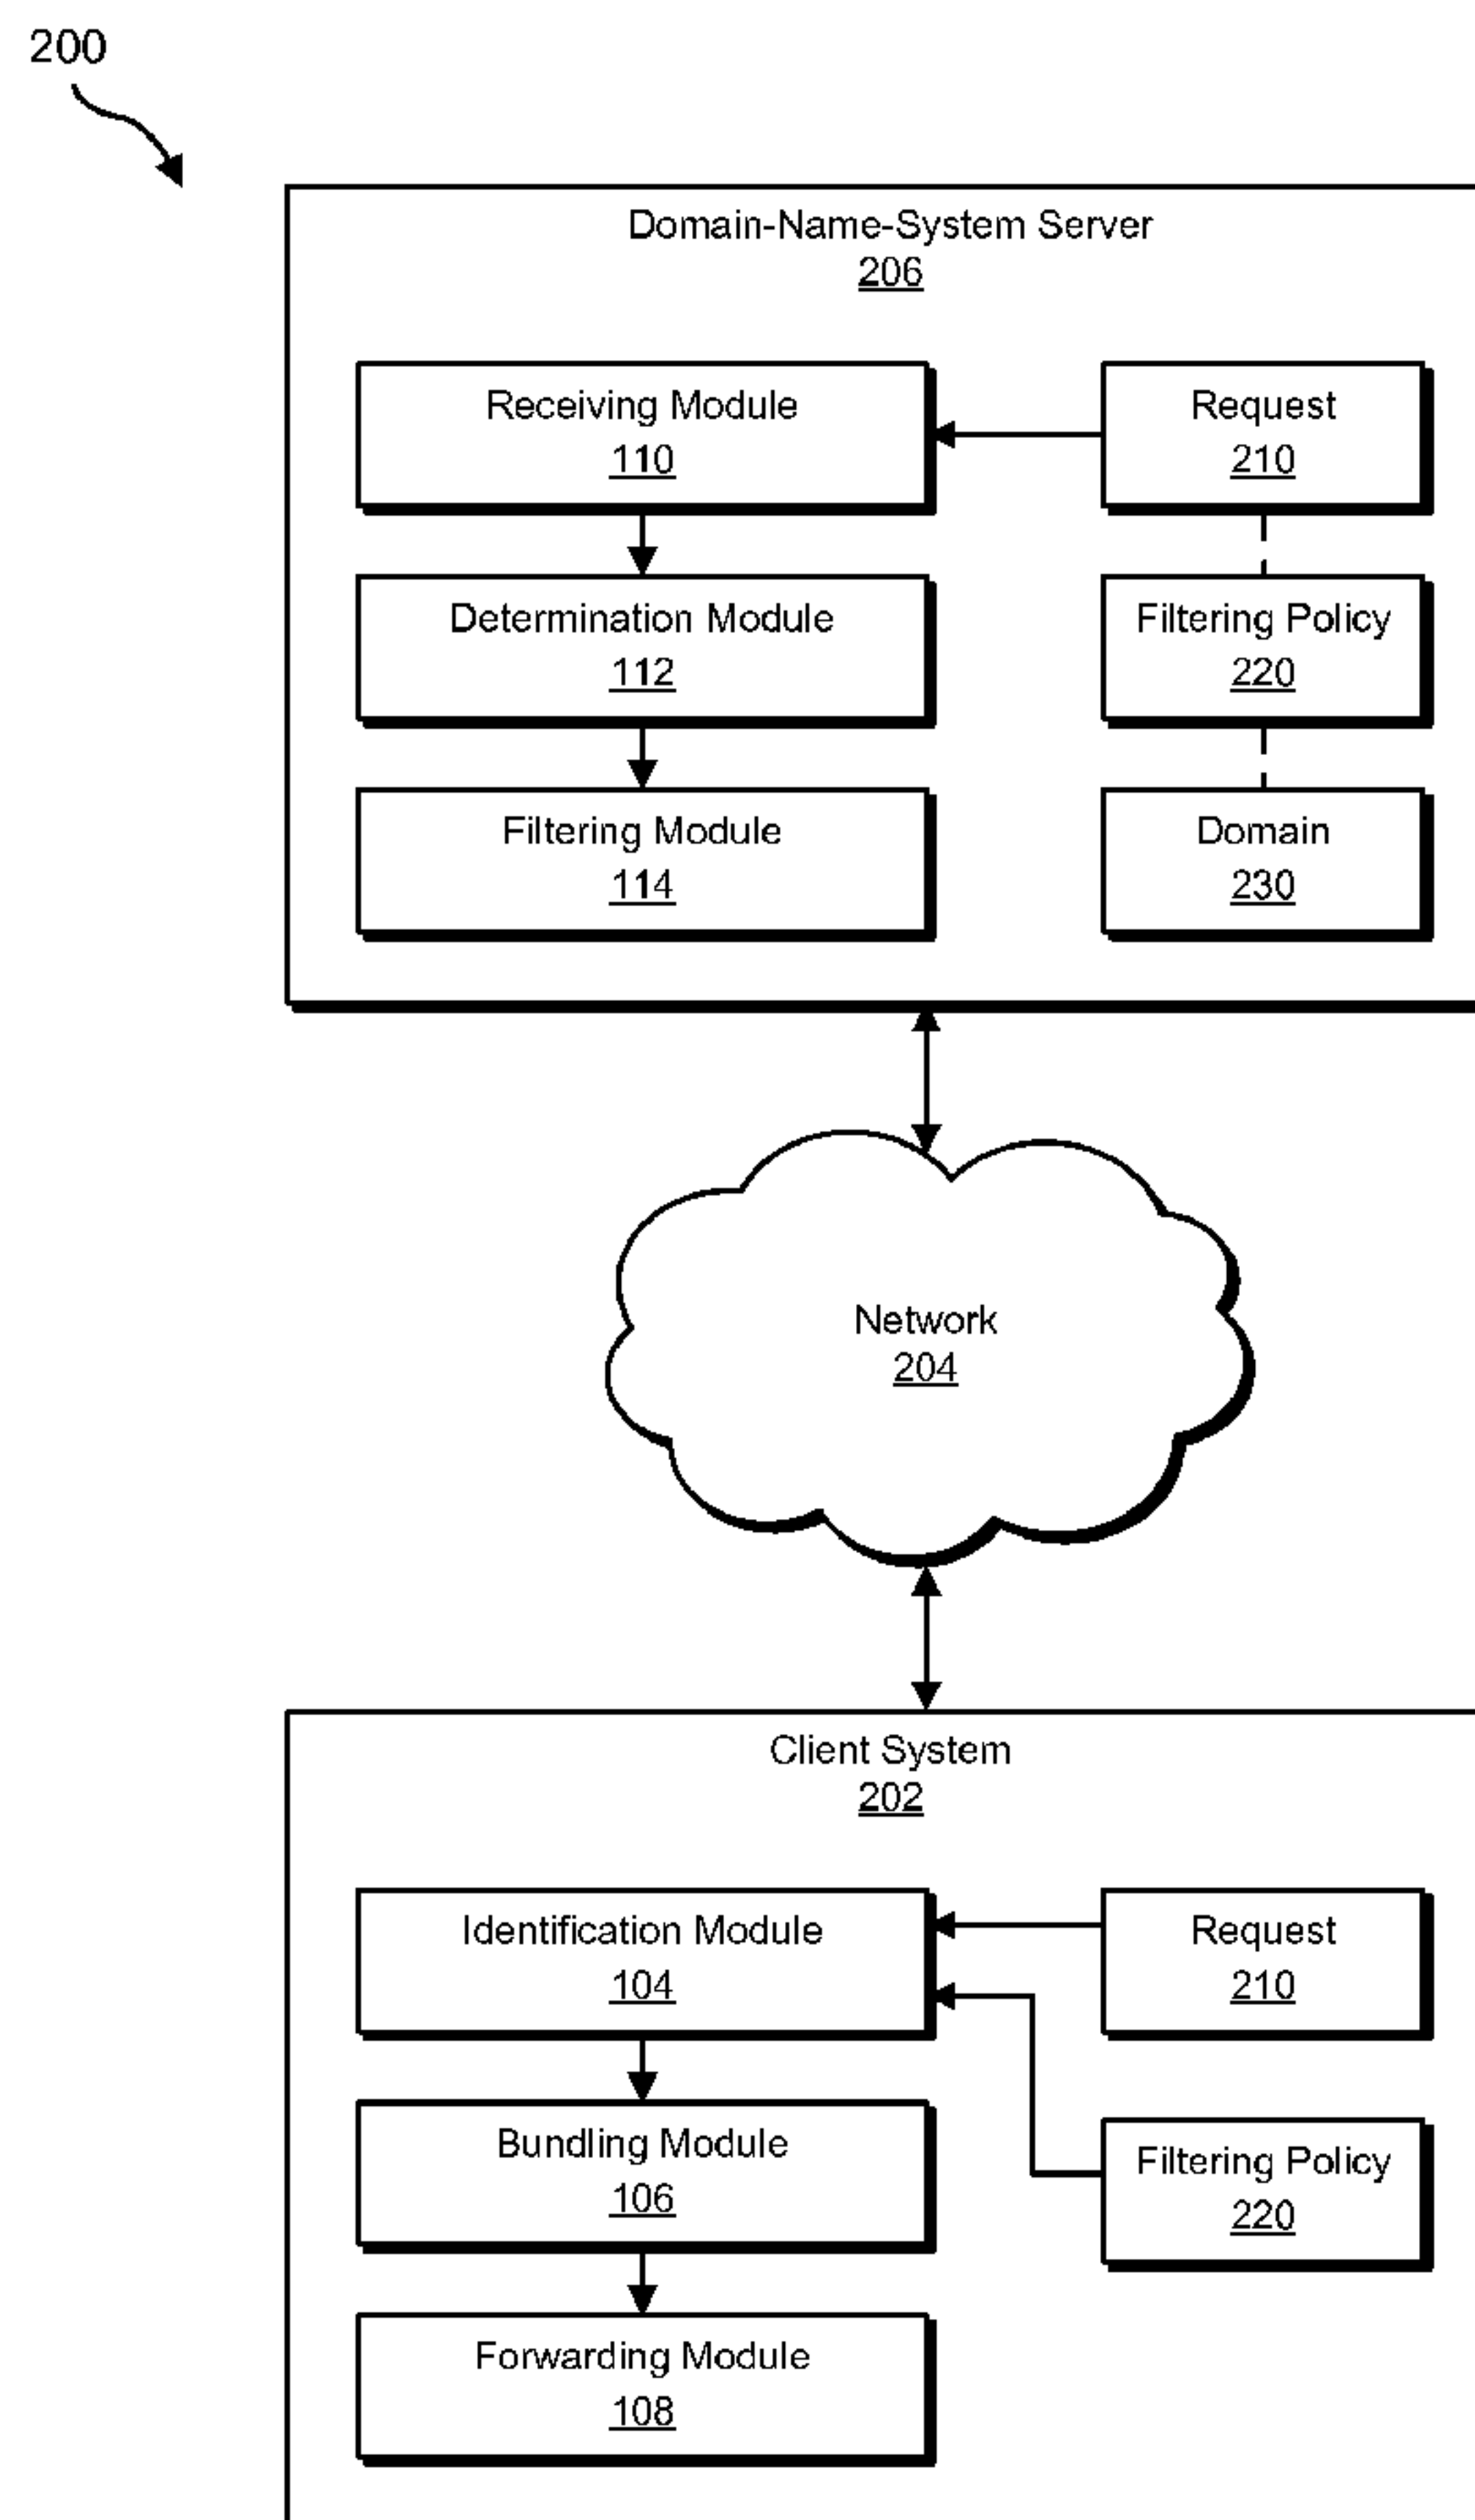 200
Domain-Name-System Server
206
Receiving Module
110
Request
210
Determination Module
112
Filtering Policy
220
Filtering Module
114
Domain
230
Network
204
Client System
202
Identification Module
104
Request
210
Bundling Module
106
Filtering Policy
220
Forwarding Module
108